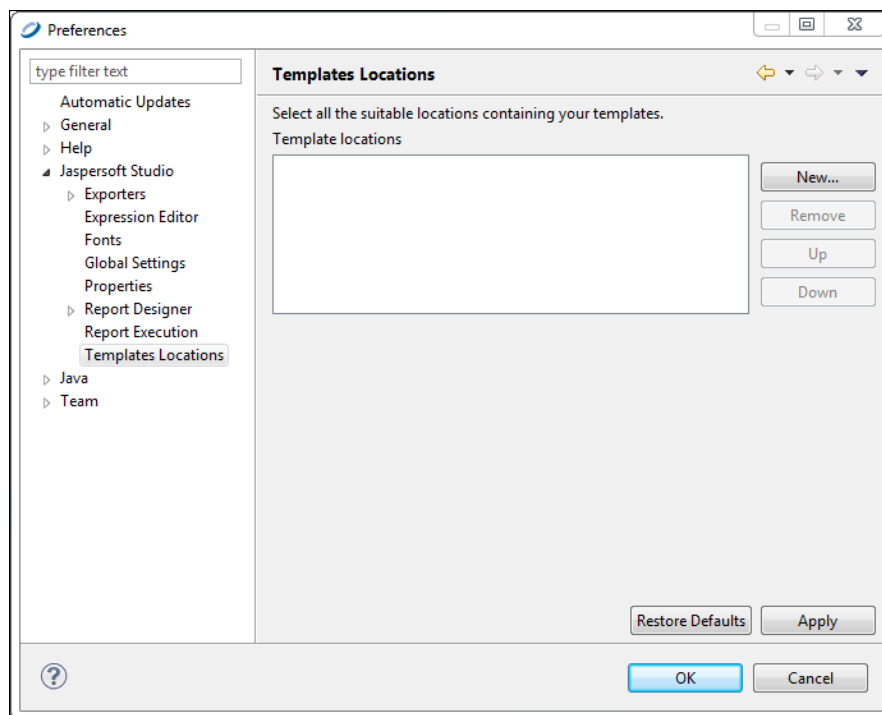 Preferences
type filter text
Automatic Updates
General
Help
Jaspersoft Studio
Exporters
Expression Editor
Fonts
Global Settings
Properties
Report Designer
Report Execution
Templates Locations
Java
Team
Templates Locations
Select all the suitable locations containing your templates.
Template locations
New...
Remove
Up
Down
Restore Defaults
Apply
?
OK
Cancel